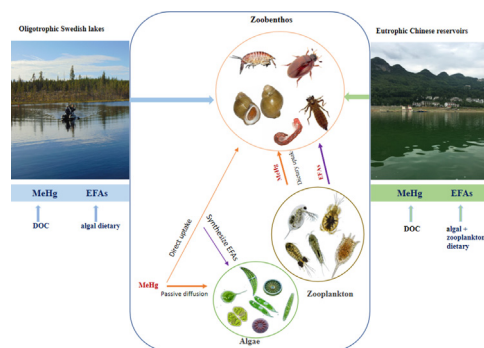 Oligotrophic Swedish lakes
Zoobenthos
Eutrophic Chinese reservoirs
MeHg
EFAs
DOC
algal dietary
MeHg
EFAs
DOC
algal +
zooplankton
dietary
Dietary uptake
MeHg
EFAs
Direct uptake
Synthesize EFAs
MeHg
Passive diffusion
Zooplankton
Algae